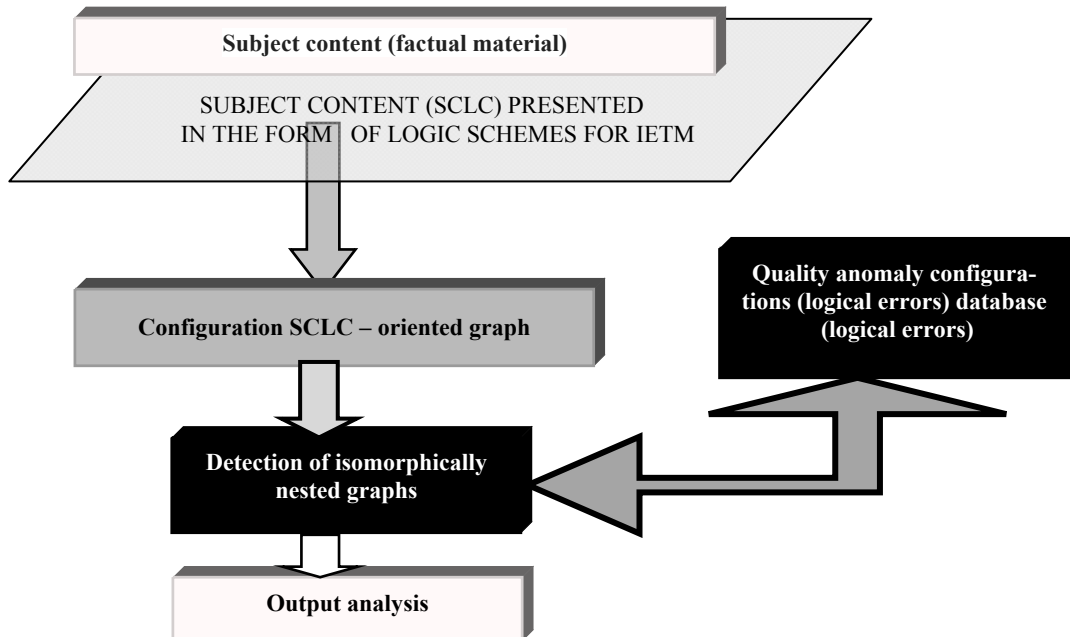 Subject content (factual material)
SUBJECT CONTENT (SCLC) PRESENTED
IN THE FORM OF LOGIC SCHEMES FOR IETM
Quality anomaly configura-
tions (logical errors) database
(logical errors)
Configuration SCLC – oriented graph
Detection of isomorphically
nested graphs
Output analysis